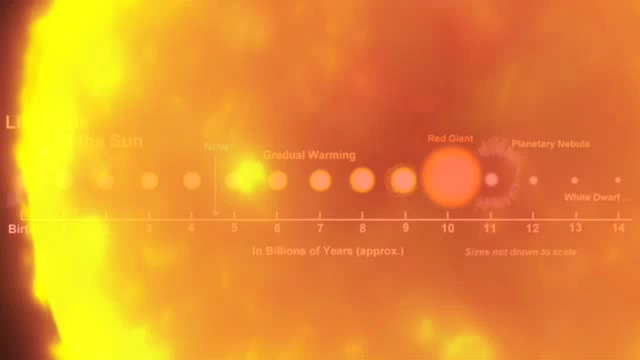 the Sun
Now
Gradual Warming
Red Giant
Planetary Nebula
White Dwarf ...
3 4 5 6 7 8 9 10 11 12 13 14
In Billions of Years (approx.)
Sizes not drawn to scale